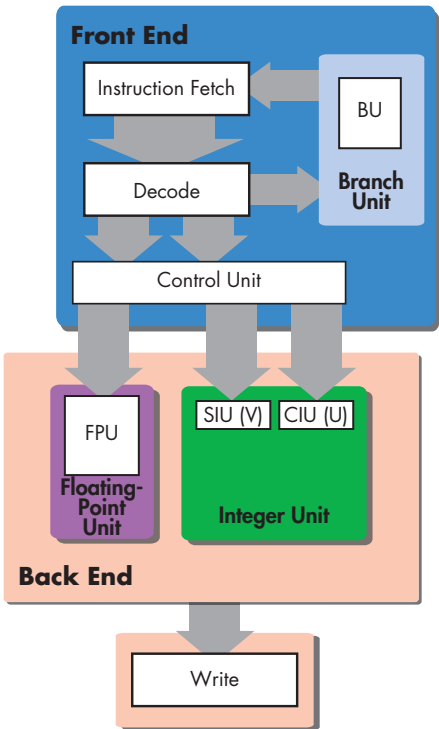 Front End
Instruction Fetch
BU
Decode
Branch
Unit
Control Unit
FPU
Floating-
Point
Unit
SIU (V)
CIU (U)
Integer Unit
Back End
Write